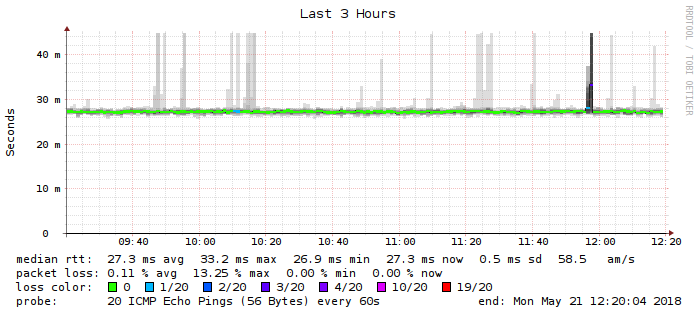 Last 3 Hours
RRDTOOL / TOBI OETIKER
Seconds
40 m
30 m
20 m
10 m
0
09:40 10:00 10:20 10:40 11:00 11:20 11:40 12:00 12:20
median rtt: 27.3 ms avg 33.2 ms max 26.9 ms min 27.3 ms now 0.5 ms sd 58.5 am/s
packet loss: 0.11 % avg 13.25 % max 0.00 % min 0.00 % now
loss color: 0 1/20 2/20 3/20 4/20 10/20 19/20
probe: 20 ICMP Echo Pings (56 Bytes) every 60s end: Mon May 21 12:20:04 2018